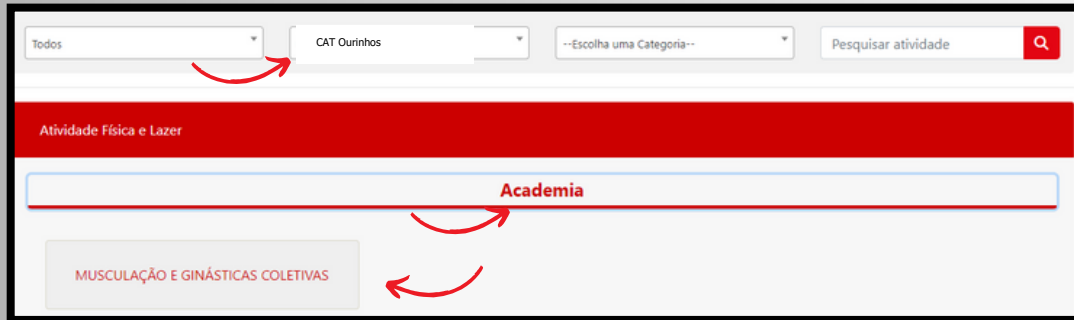 Todos
CAT Ourinhos
--Escolha uma Categoria--
Pesquisar atividade
Atividade Física e Lazer
Academia
MUSCULAÇÃO E GINÁSTICAS COLETIVAS